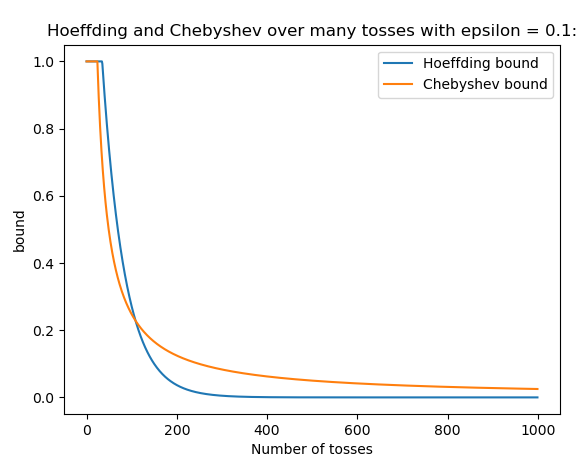 Hoeffding and Chebyshev over many tosses with epsilon = 0.1:
Hoeffding bound
Chebyshev bound
1.0
0.8
0.6
0.4
0.2
0.0
bound
0 200 400 600 800 1000
Number of tosses